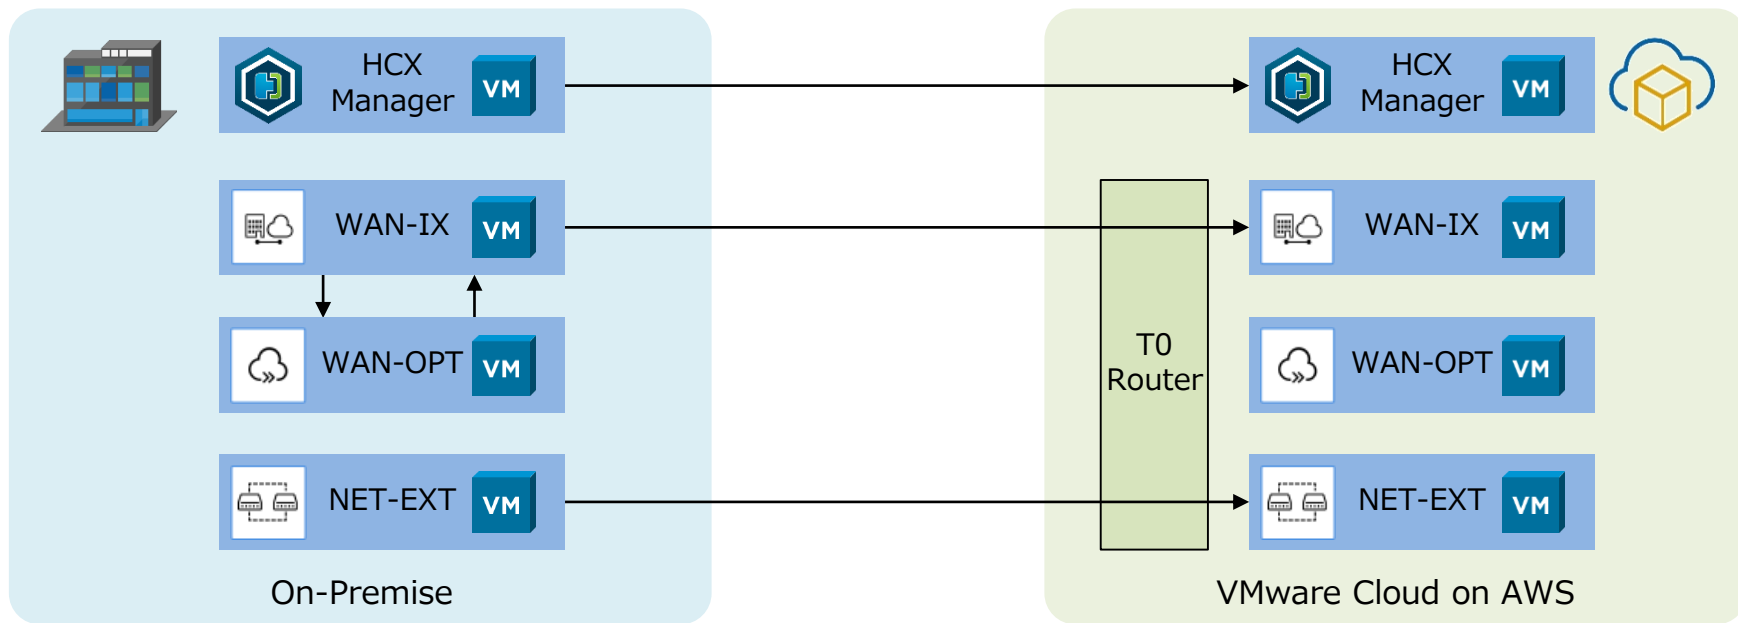 HCX
Manager
VM
HCX
Manager
VM
WAN-IX
VM
WAN-IX
VM
WAN-OPT
VM
T0
Router
WAN-OPT
VM
NET-EXT
VM
NET-EXT
VM
On-Premise
VMware Cloud on AWS